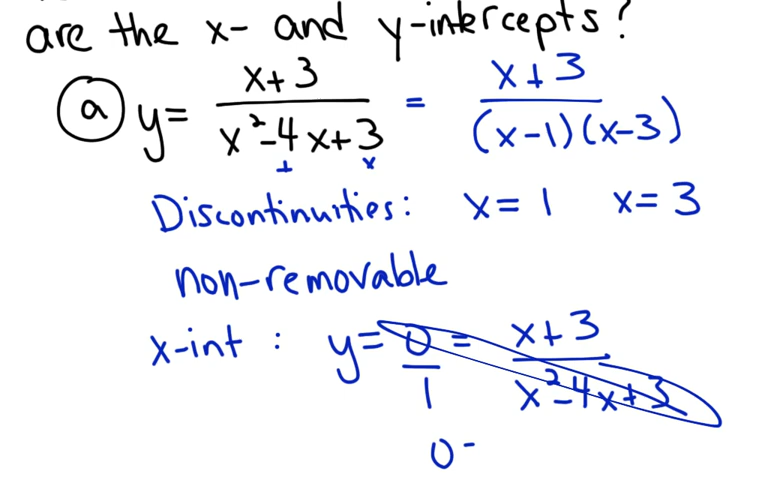 are the x- and y-intercepts?
(a) y = (x+3)/(x²-4x+3) = (x+3)/((x-1)(x-3))
+ x
Discontinuities: x = 1 x = 3
non-removable
x-int : y = 0/1 = (x+3)/(x²-4x+3)
0 -